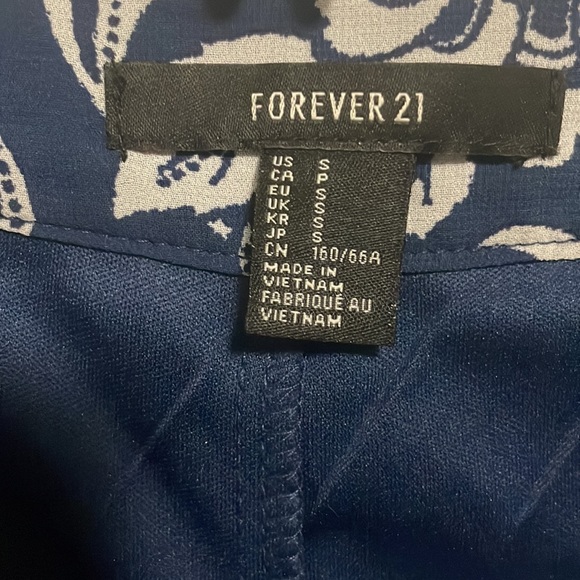 FOREVER 21
US S
CA P
EU S
UK S
KR S
JP S
CN 160/66A
MADE IN
VIETNAM
FABRIQUÉ AU
VIETNAM